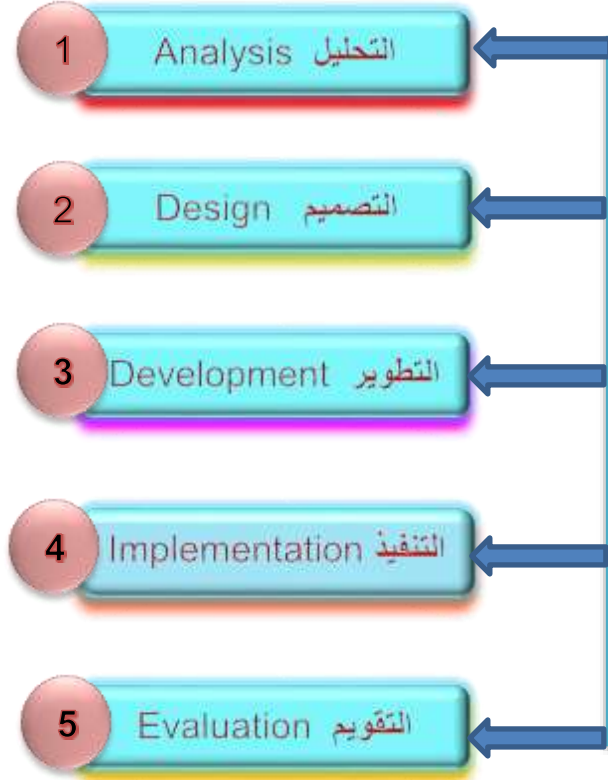 1 Analysis التحليل
2 Design التصميم
3 Development التطوير
4 Implementation التنفيذ
5 Evaluation التقويم